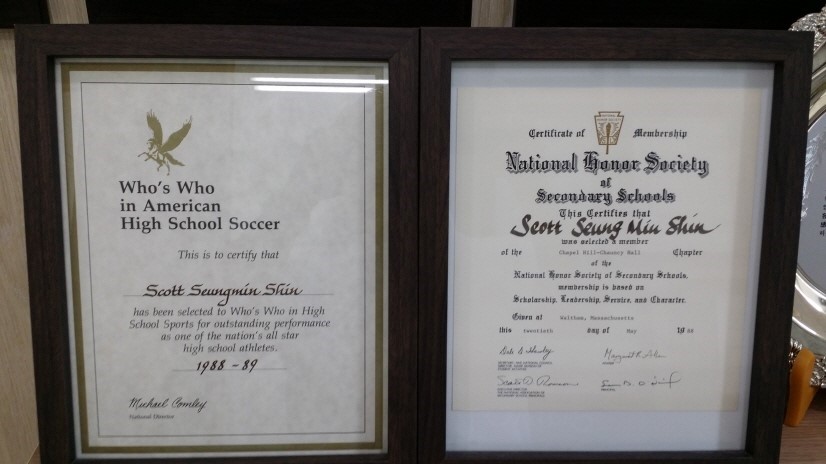 Who's Who
in American
High School Soccer
This is to certify that
Scott Seungmin Shin
has been selected to Who's Who in High
School Sports for outstanding performance
as one of the nation's all star
high school athletes.
1988 - 89
Michael Comley
National Director
Certificate of Membership
National Honor Society
of
Secondary Schools
This Certifies that
Scott Seung Min Shin
was selected a member
of the Chapel Hill-Chauncy Hall Chapter
of the
National Honor Society of Secondary Schools,
membership is based on
Scholarship, Leadership, Service, and Character.
Given at Waltham, Massachusetts
this twentieth day of May 19